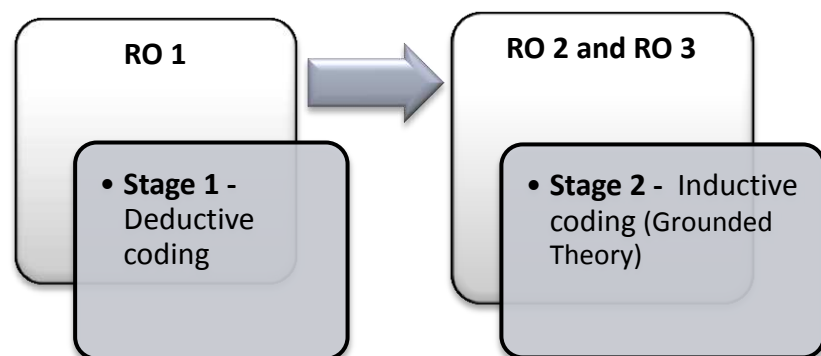 RO 1
• Stage 1 -
Deductive
coding
RO 2 and RO 3
• Stage 2 - Inductive
coding (Grounded
Theory)